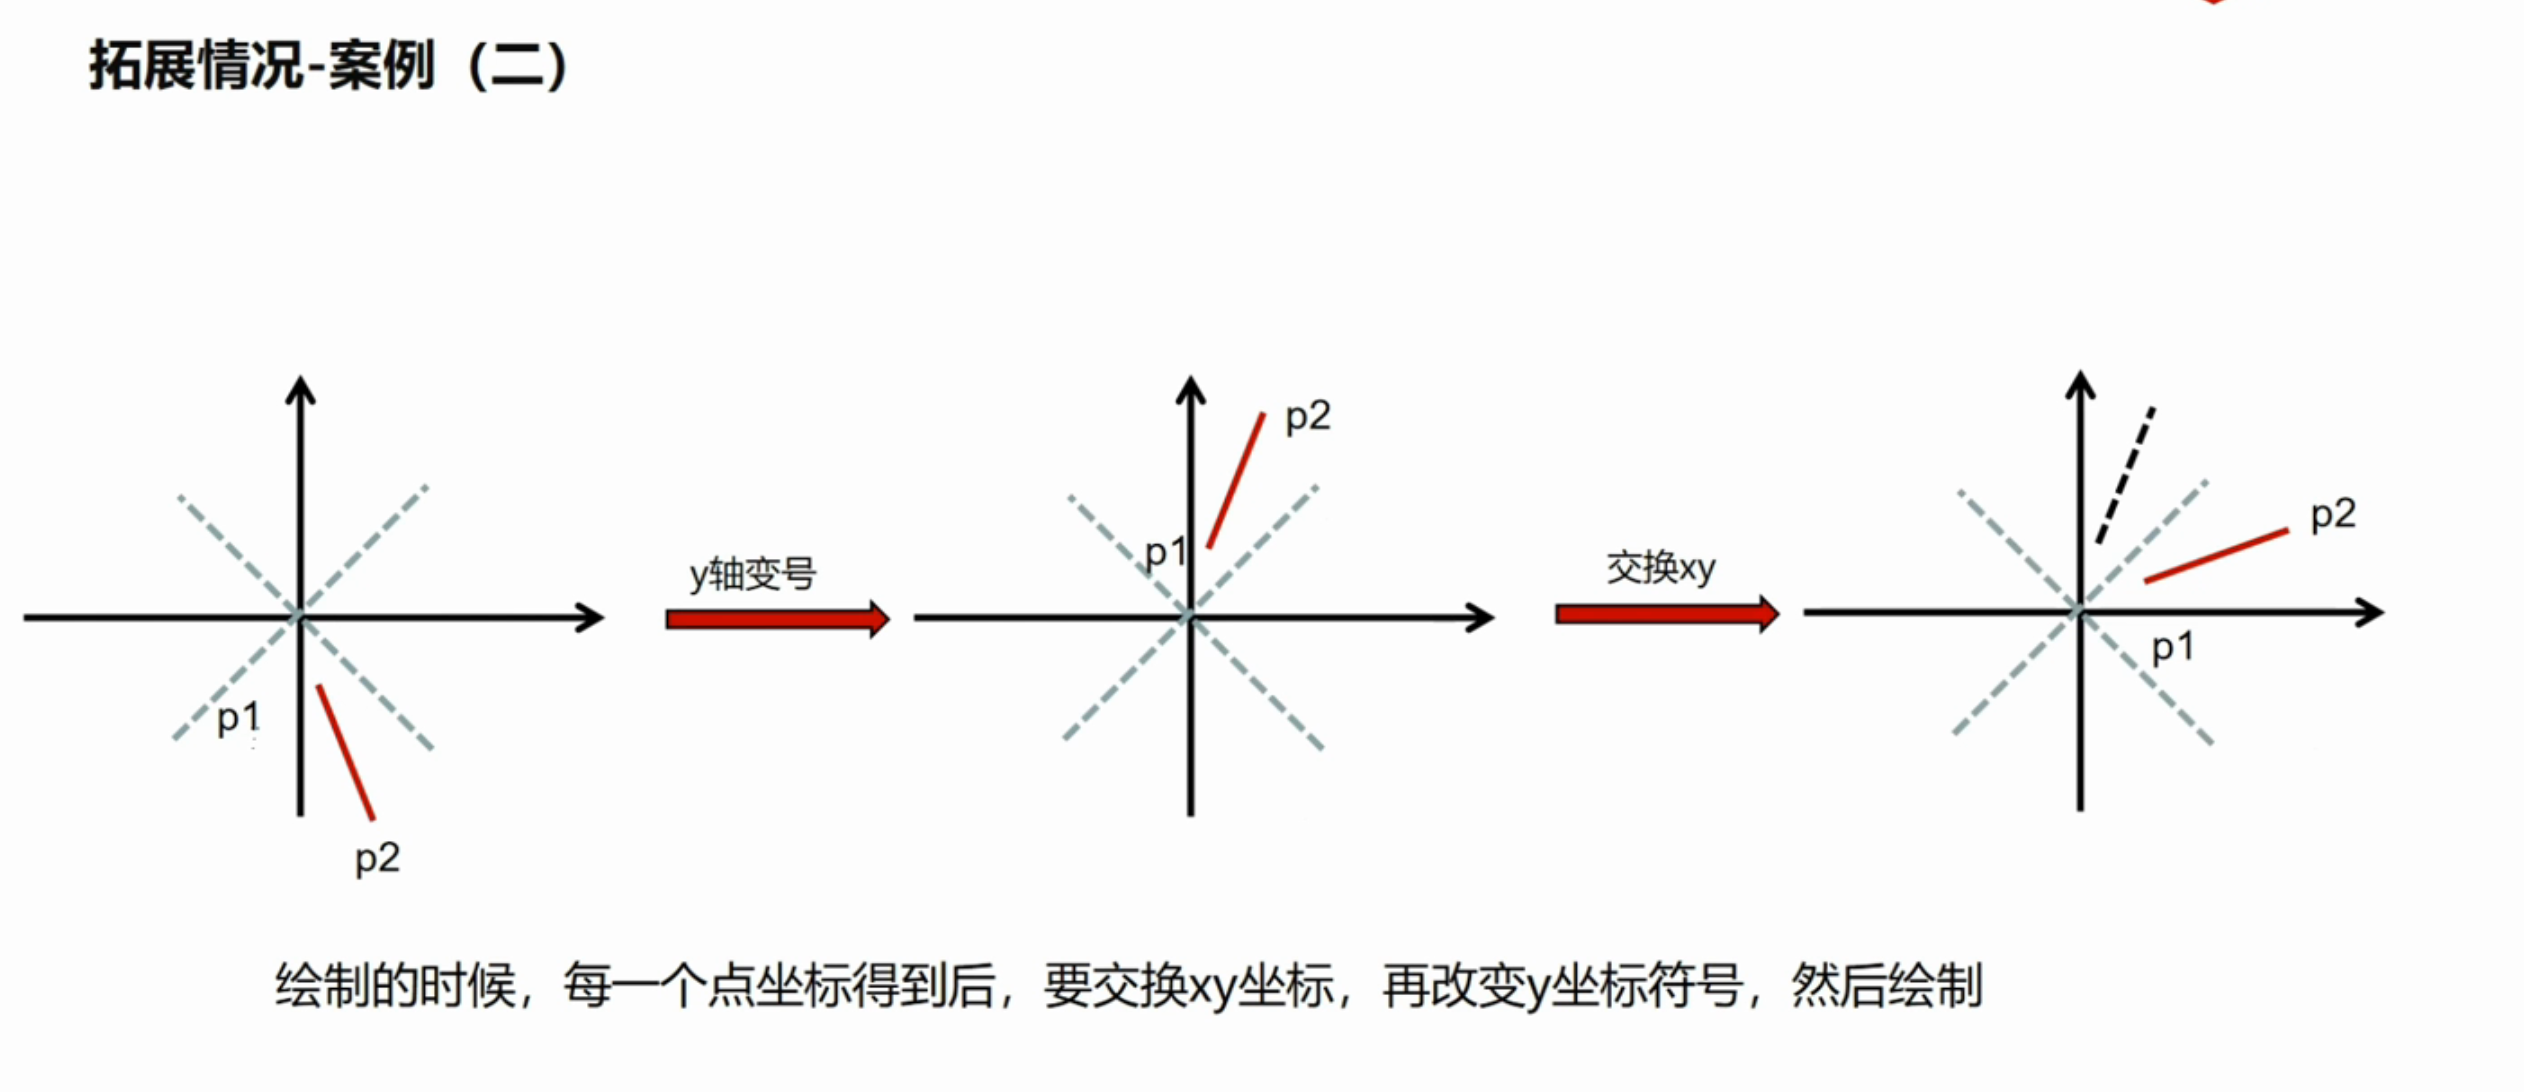 拓展情况-案例（二）
p2
p2
y轴变号
p1
交换xy
p1
p1
p2
绘制的时候，每一个点坐标得到后，要交换xy坐标，再改变y坐标符号，然后绘制